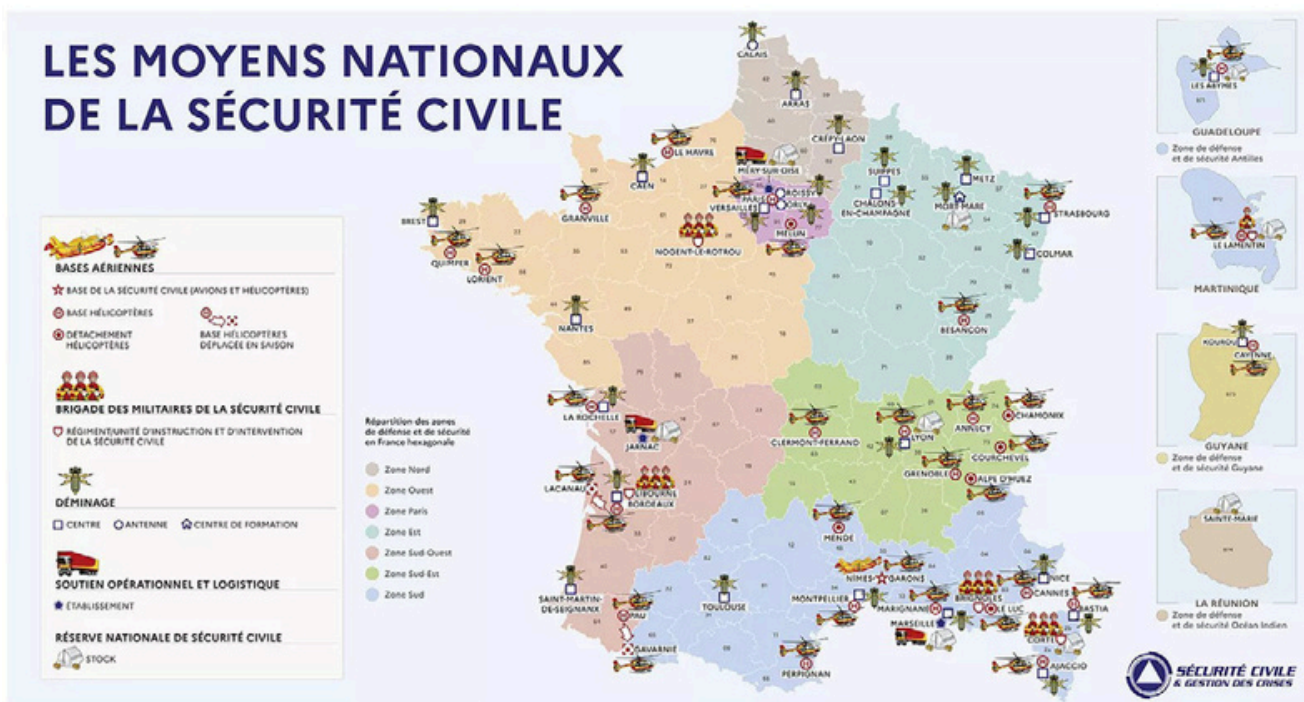 LES MOYENS NATIONAUX
DE LA SÉCURITÉ CIVILE
BASES AÉRIENNES
BASE DE LA SÉCURITÉ CIVILE (AVIONS ET HÉLICOPTÈRES)
BASE HÉLICOPTÈRES
DÉTACHEMENT
HÉLICOPTÈRES
BASE HÉLICOPTÈRES
DÉPLACÉE EN SAISON
BRIGADE DES MILITAIRES DE LA SÉCURITÉ CIVILE
RÉGIMENT/UNITÉ D'INSTRUCTION ET D'INTERVENTION
DE LA SÉCURITÉ CIVILE
DÉMINAGE
CENTRE
ANTENNE
CENTRE DE FORMATION
SOUTIEN OPÉRATIONNEL ET LOGISTIQUE
ÉTABLISSEMENT
RÉSERVE NATIONALE DE SÉCURITÉ CIVILE
STOCK
Répartition des zones
de défense et de sécurité
en France hexagonale
Zone Nord
Zone Ouest
Zone Paris
Zone Est
Zone Sud-Ouest
Zone Sud-Est
Zone Sud
CALAIS
ARRAS
CRÉPY-LAON
LE HAVRE
MÉRY-SUR-OISE
CAEN
GRANVILLE
BREST
QUIMPER
LORIENT
NANTES
NOGENT-LE-ROTROU
PARIS
VERSAILLES
ROISSY
ORLY
MELUN
SUIPPES
CHÂLONS-
EN-CHAMPAGNE
METZ
MORT MARE
STRASBOURG
COLMAR
BESANÇON
LA ROCHELLE
JARNAC
LACANAU
LIBOURNE
BORDEAUX
SAINT-MARTIN-
DE-SEIGNANX
PAU
GAVARNIE
CLERMONT-FERRAND
LYON
ANNECY
CHAMONIX
COURCHEVEL
GRENOBLE
ALPE D'HUEZ
MENDE
TOULOUSE
PERPIGNAN
MONTPELLIER
NÎMES
GARONS
MARIGNANE
MARSEILLE
BRIGNOLES
LE LUC
NICE
CANNES
BASTIA
CORTE
AJACCIO
LES ABYMES
GUADELOUPE
Zone de défense
et de sécurité Antilles
LE LAMENTIN
MARTINIQUE
KOUROU
CAYENNE
GUYANE
Zone de défense
et de sécurité Guyane
SAINTE-MARIE
LA RÉUNION
Zone de défense
et de sécurité Océan Indien
SÉCURITÉ CIVILE
& GESTION DES CRISES